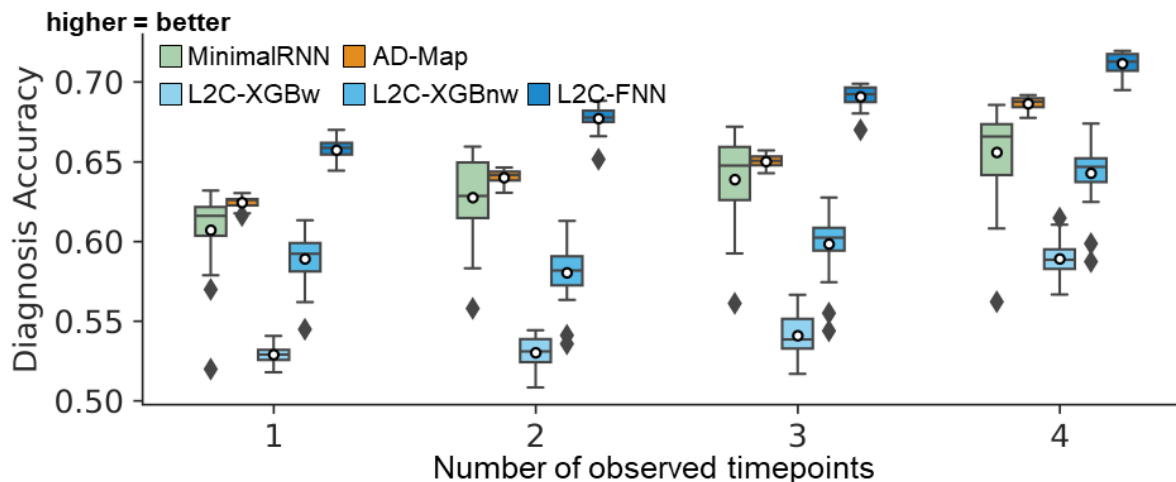 higher = better
MinimalRNN AD-Map
L2C-XGBw L2C-XGBnw L2C-FNN
Diagnosis Accuracy
0.70
0.65
0.60
0.55
0.50
1 2 3 4
Number of observed timepoints